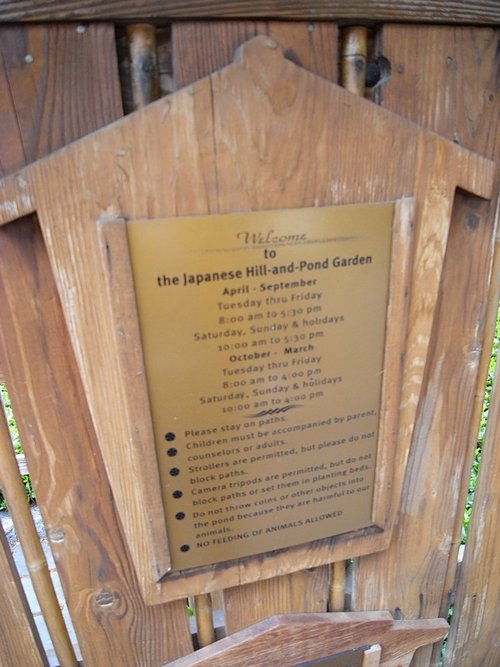 Welcome
to
the Japanese Hill-and-Pond Garden
April - September
Tuesday thru Friday
8:00 am to 5:30 pm
Saturday, Sunday & holidays
10:00 am to 5:30 pm
October - March
Tuesday thru Friday
8:00 am to 4:00 pm
Saturday, Sunday & holidays
10:00 am to 4:00 pm
Please stay on paths.
Children must be accompanied by parent,
counselors or adults.
Strollers are permitted, but please do not
block paths.
Camera tripods are permitted, but do not
block paths or set them in planting beds.
Do not throw coins or other objects into
the pond because they are harmful to our
animals.
NO FEEDING OF ANIMALS ALLOWED